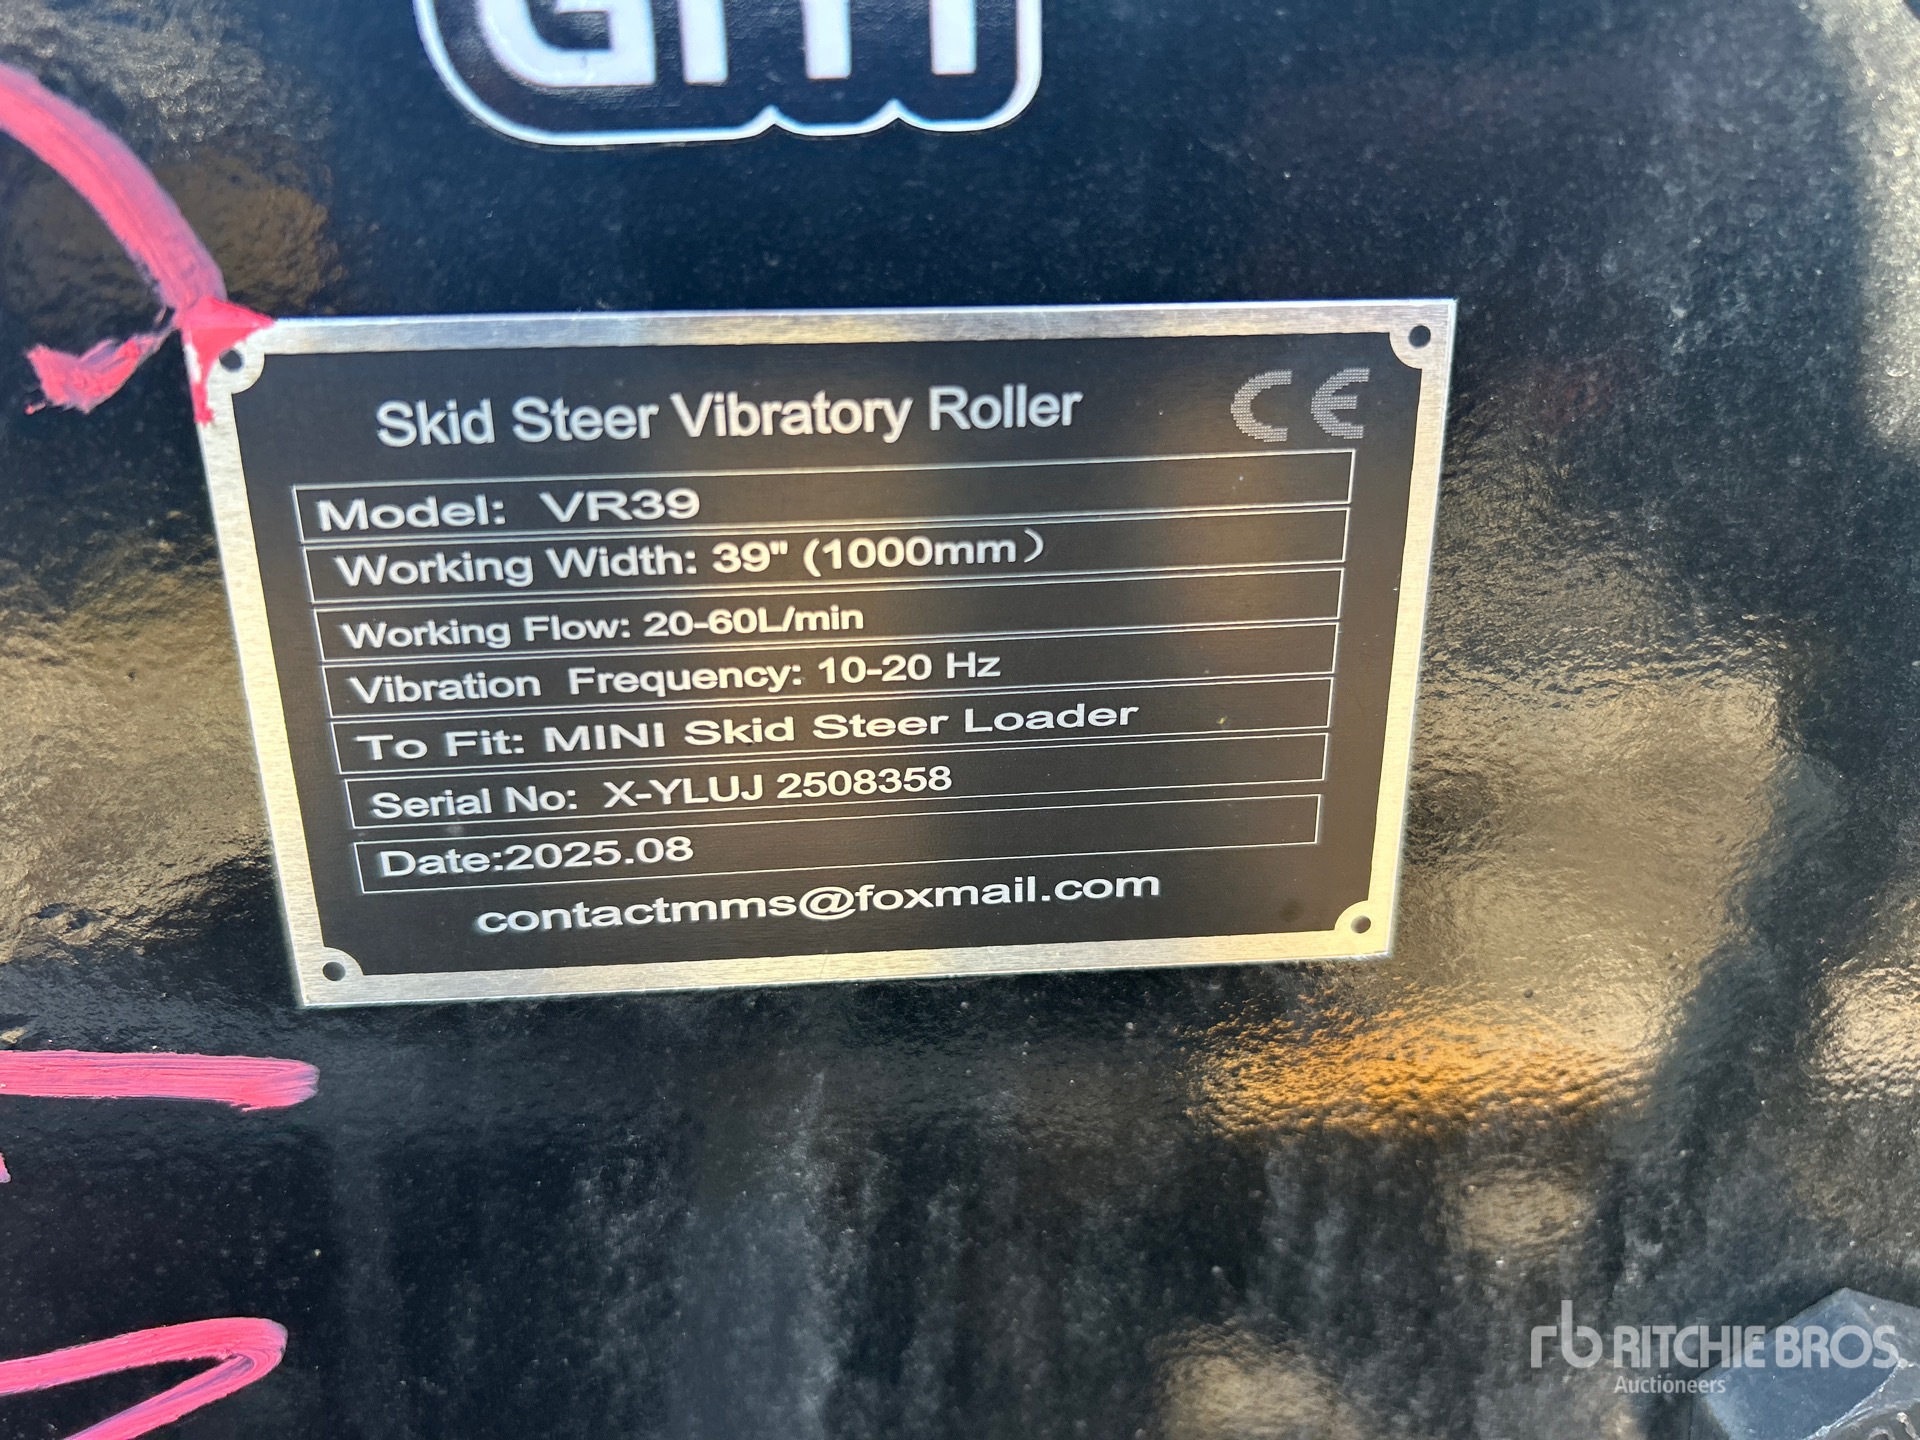 Skid Steer Vibratory Roller CE
Model: VR39
Working Width: 39" (1000mm）
Working Flow: 20-60L/min
Vibration Frequency: 10-20 Hz
To Fit: MINI Skid Steer Loader
Serial No: X-YLUJ 2508358
Date:2025.08
contactmms@foxmail.com
rb RITCHIE BROS
Auctioneers